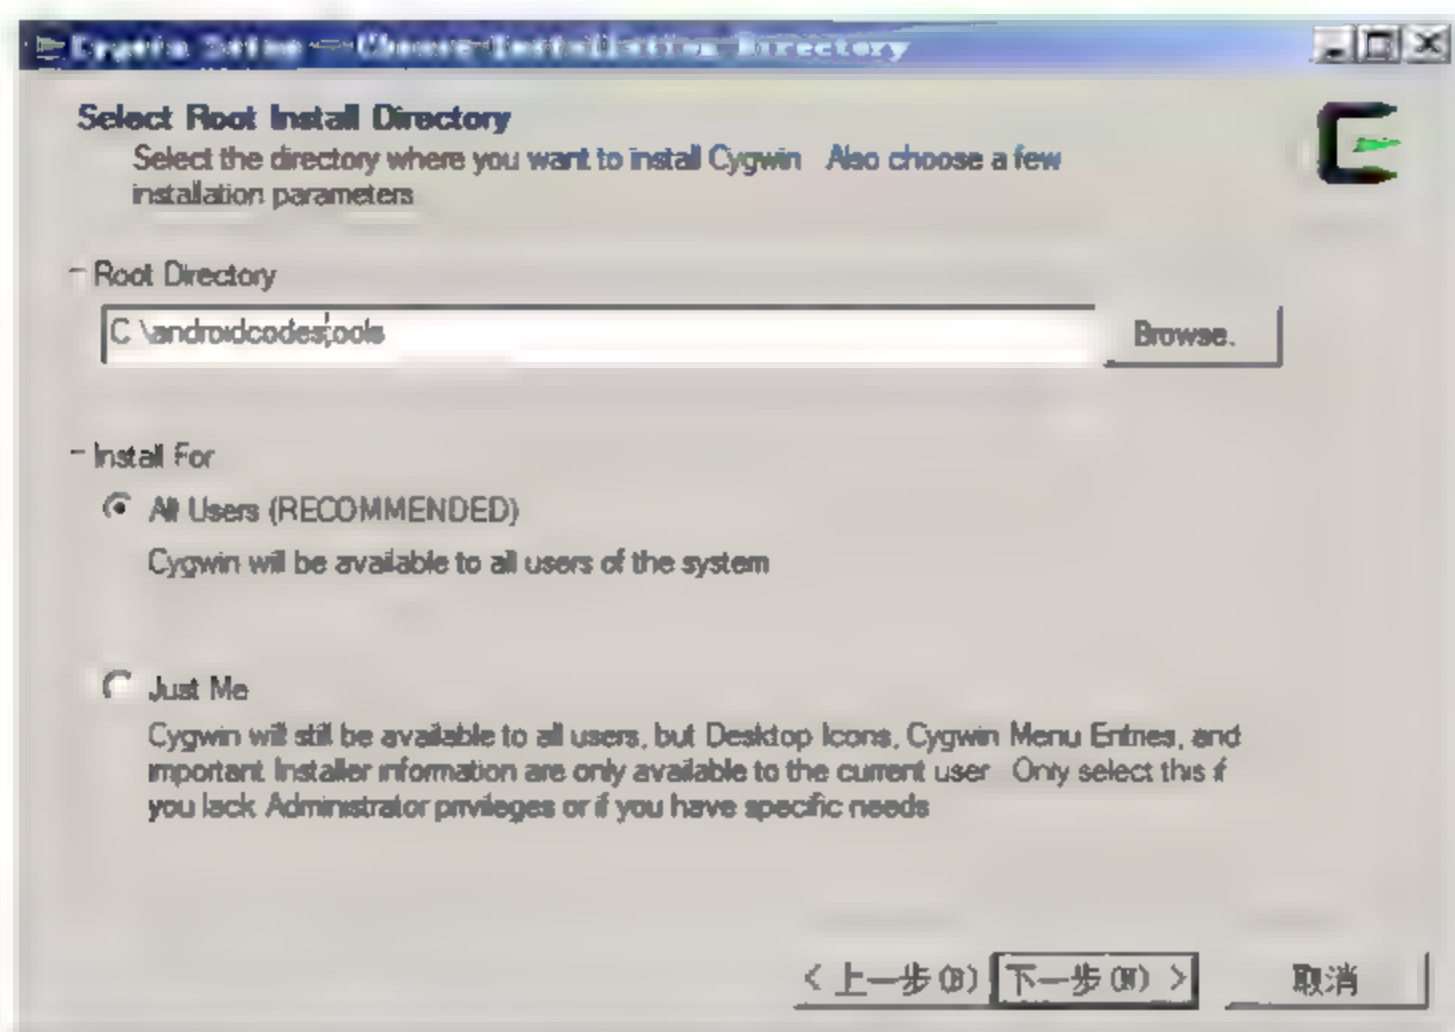 Cygwin Setup - Choose Installation Directory
Select Root Install Directory
Select the directory where you want to install Cygwin Also choose a few
installation parameters
Root Directory
C \androidcodes\tools
Browse.
Install For
All Users (RECOMMENDED)
Cygwin will be available to all users of the system
Just Me
Cygwin will still be available to all users, but Desktop Icons, Cygwin Menu Entries, and
important Installer information are only available to the current user Only select this if
you lack Administrator privileges or if you have specific needs
< 上一步(B) 下一步(N) > 取消